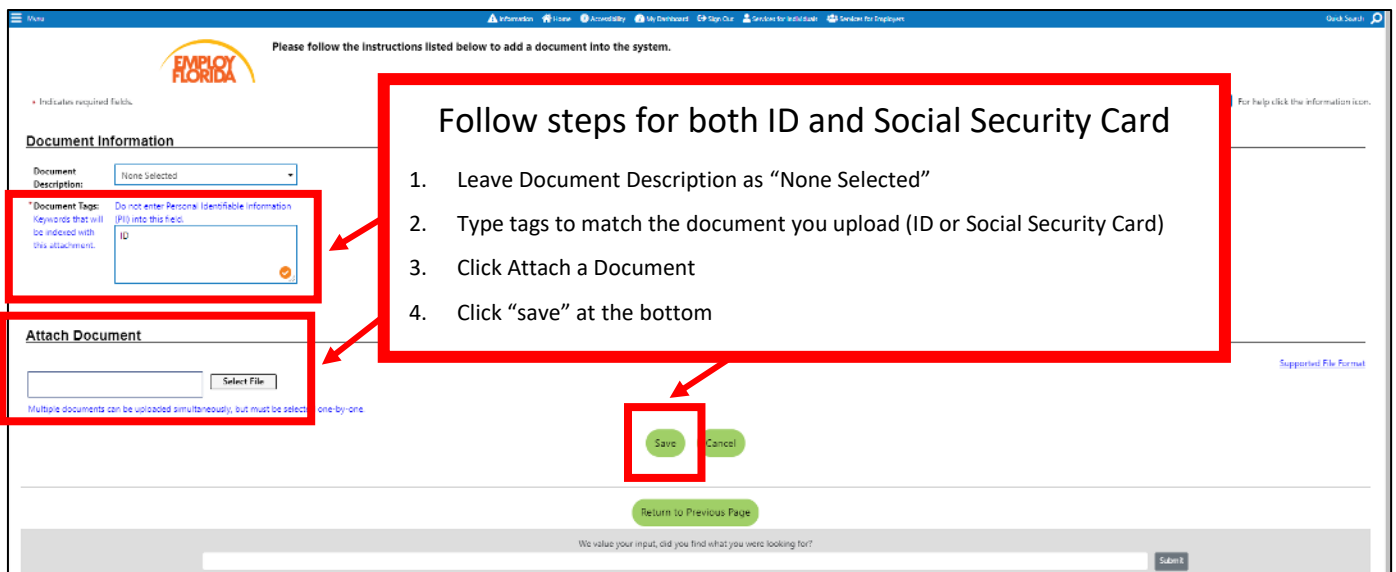 Menu
Information Home Accessibility My Dashboard Sign Out Services for Individuals Services for Employers
Quick Search
EMPLOY
FLORIDA
Please follow the instructions listed below to add a document into the system.
* Indicates required fields.
For help click the information icon.
Follow steps for both ID and Social Security Card
1. Leave Document Description as “None Selected”
2. Type tags to match the document you upload (ID or Social Security Card)
3. Click Attach a Document
4. Click “save” at the bottom
Document Information
Document
Description:
None Selected
*Document Tags:
Keywords that will
be indexed with
this attachment.
Do not enter Personal Identifiable Information
(PII) into this field.
ID
Attach Document
Supported File Format
Select File
Multiple documents can be uploaded simultaneously, but must be selected one-by-one.
Save Cancel
Return to Previous Page
We value your input, did you find what you were looking for?
Submit